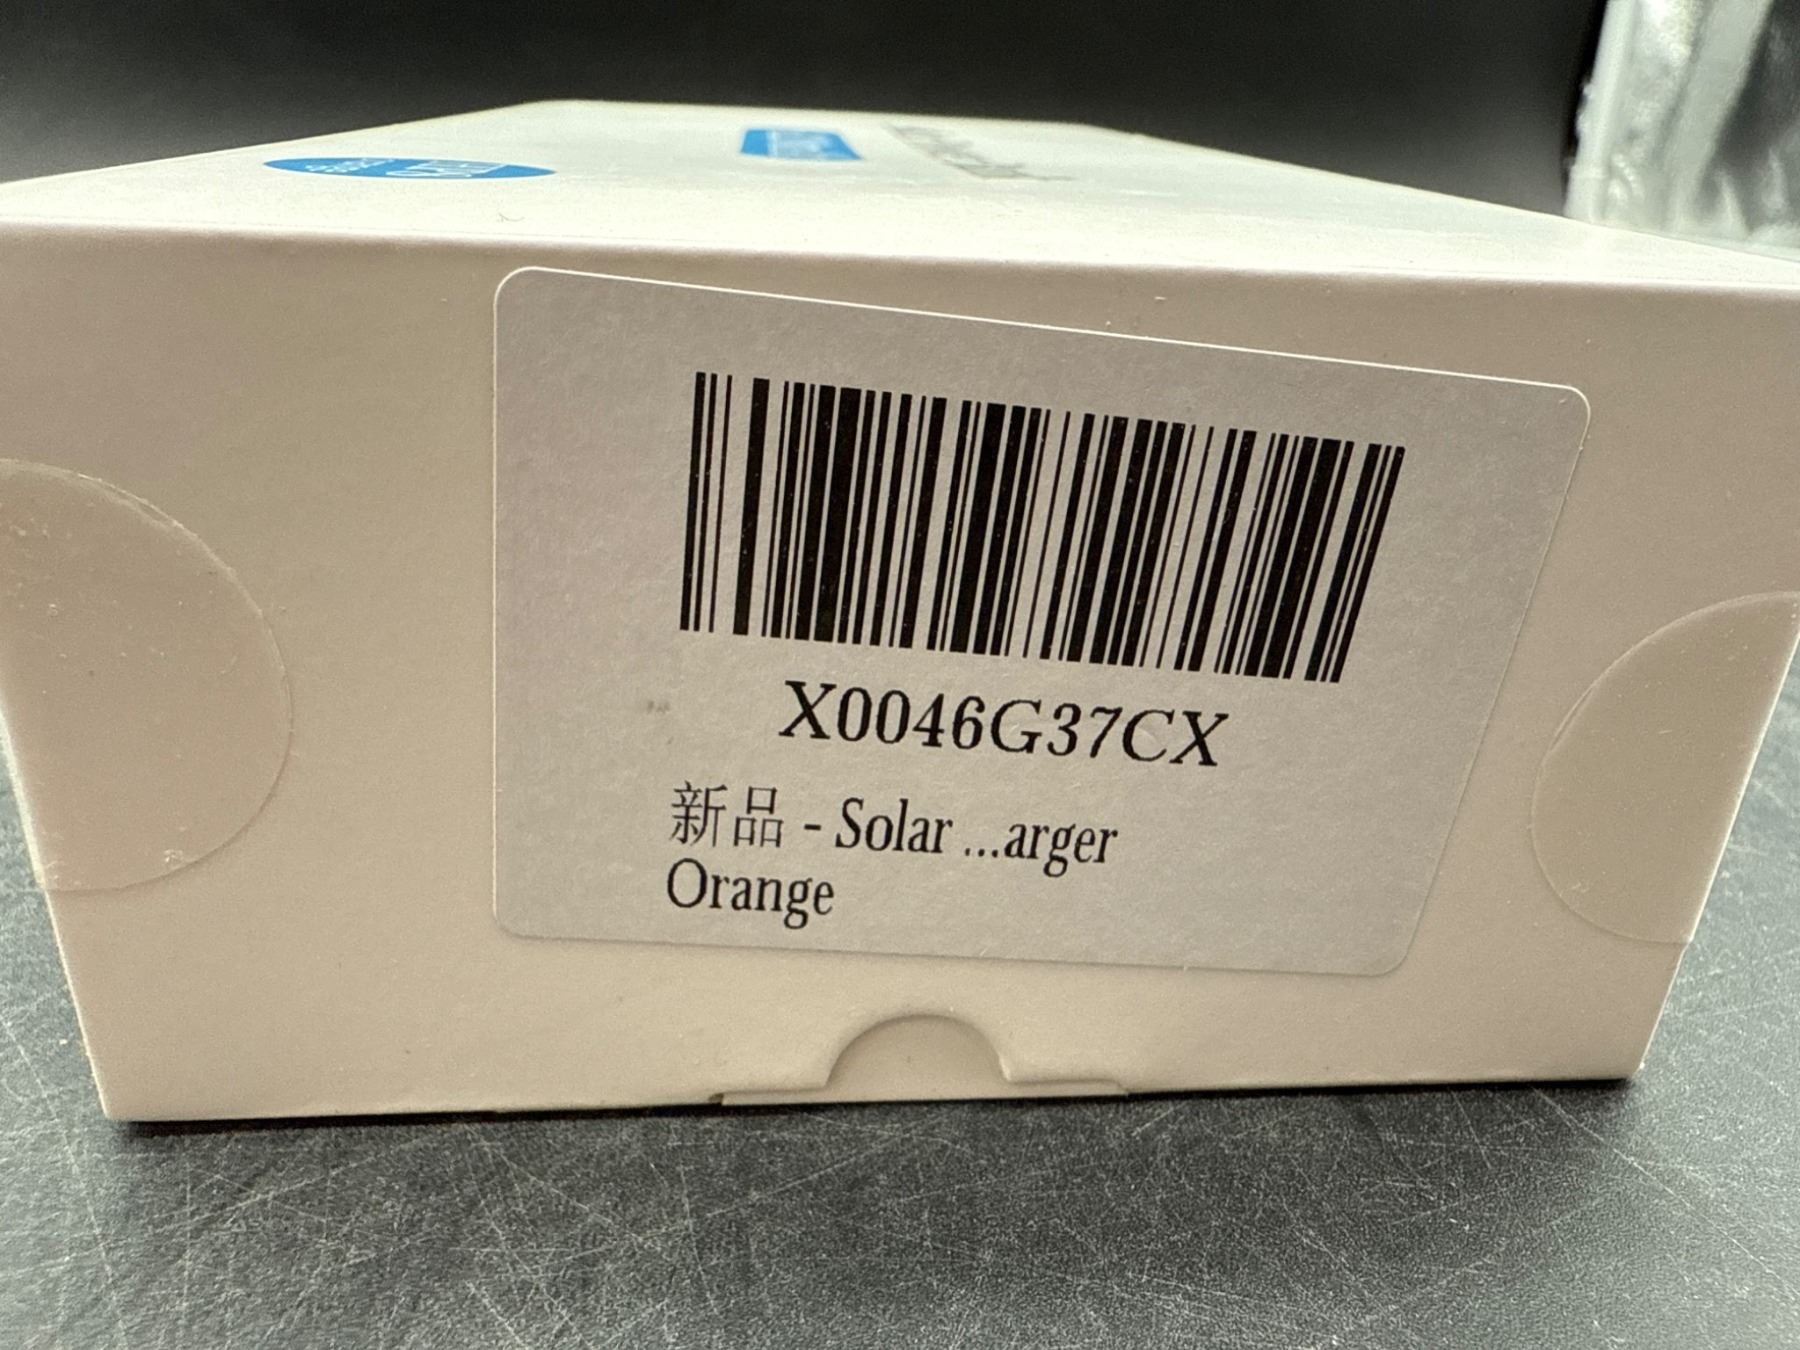 X0046G37CX
新品 - Solar ...arger
Orange